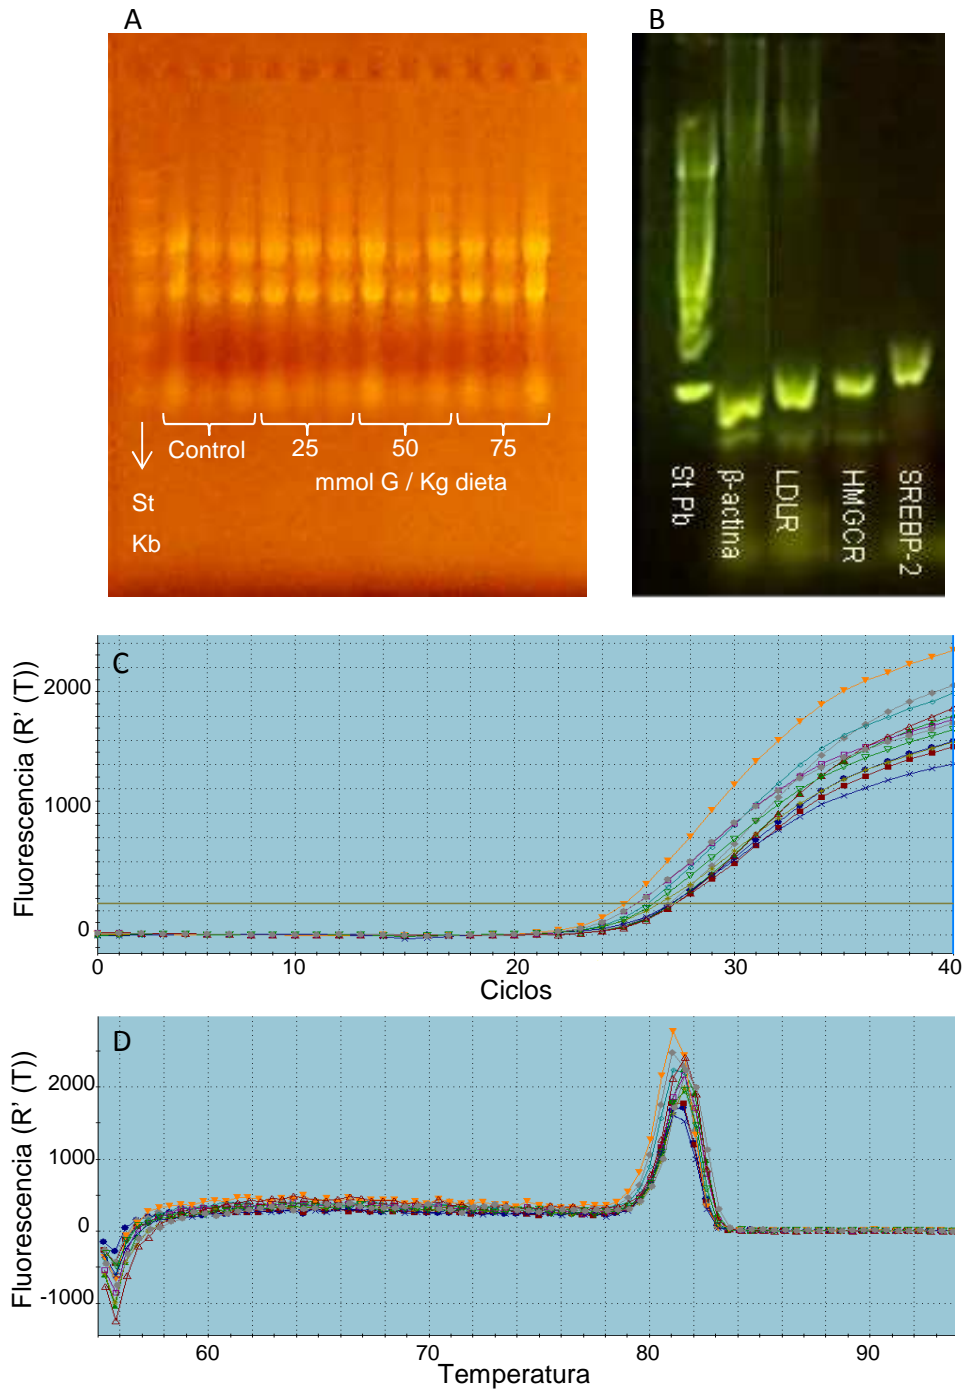 A
Control
25
50
75
mmol G / Kg dieta
St
Kb
B
St Pb
β-actina
LDLR
HMGCR
SREBP-2
C
Fluorescencia (R' (T))
2000
1000
0
0
10
20
30
40
Ciclos
D
Fluorescencia (R' (T))
2000
1000
0
-1000
60
70
80
90
Temperatura